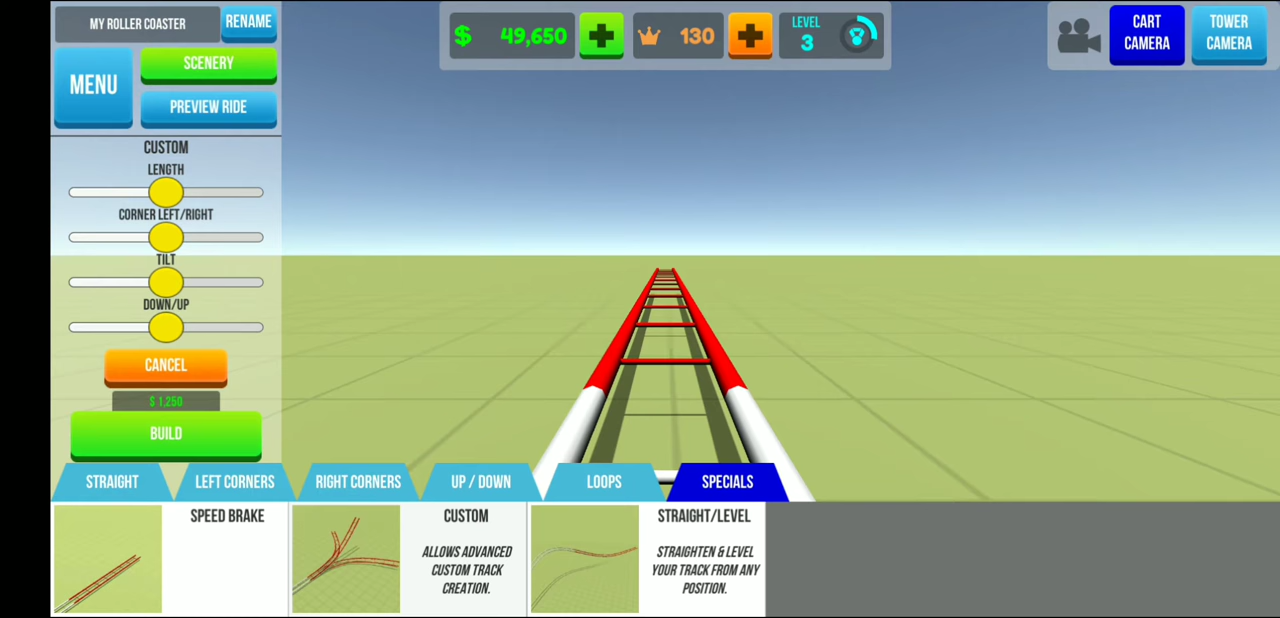 MY ROLLER COASTER
RENAME
MENU
SCENERY
PREVIEW RIDE
$ 49,650
130
LEVEL
3
CART
CAMERA
TOWER
CAMERA
CUSTOM
LENGTH
CORNER LEFT/RIGHT
TILT
DOWN/UP
CANCEL
$ 1,250
BUILD
STRAIGHT
LEFT CORNERS
RIGHT CORNERS
UP / DOWN
LOOPS
SPECIALS
SPEED BRAKE
CUSTOM
ALLOWS ADVANCED
CUSTOM TRACK
CREATION.
STRAIGHT/LEVEL
STRAIGHTEN & LEVEL
YOUR TRACK FROM ANY
POSITION.